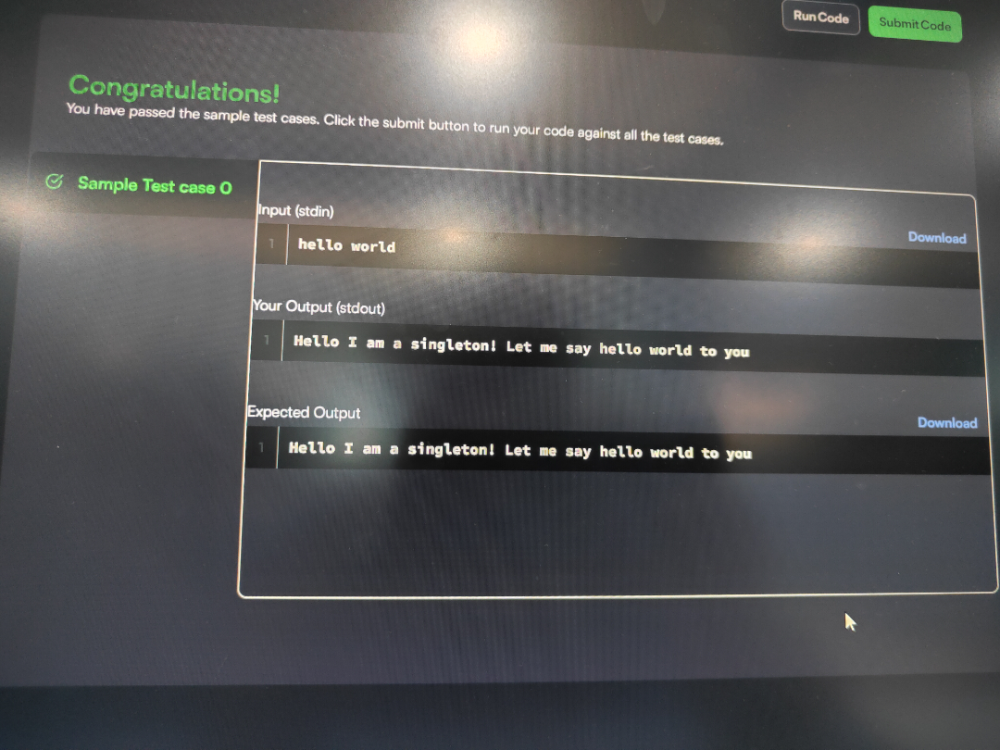 Run Code
Submit Code
Congratulations!
You have passed the sample test cases. Click the submit button to run your code against all the test cases.
Sample Test case 0
Input (stdin)
Download
1 hello world
Your Output (stdout)
1 Hello I am a singleton! Let me say hello world to you
Expected Output
Download
1 Hello I am a singleton! Let me say hello world to you